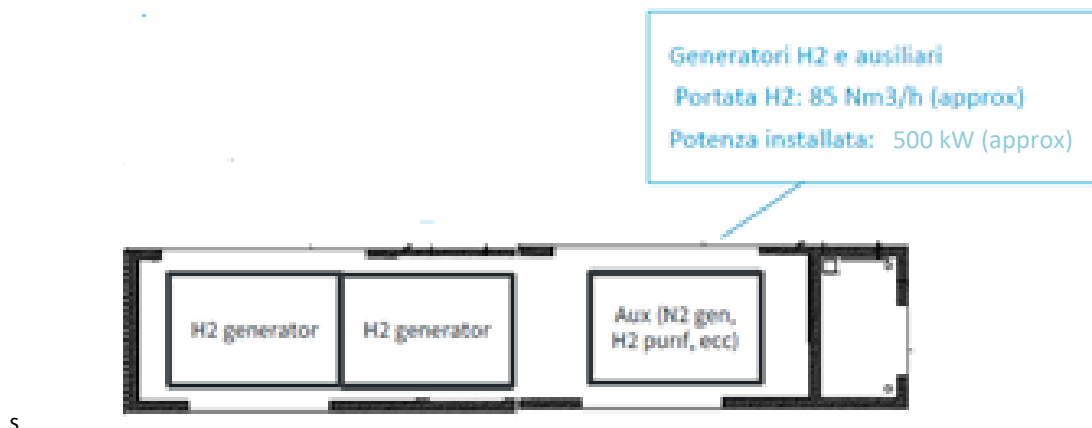 Generatori H2 e ausiliari
Portata H2: 85 Nm3/h (approx)
Potenza installata: 500 kW (approx)
H2 generator
H2 generator
Aux (N2 gen,
H2 purif, ecc)
s